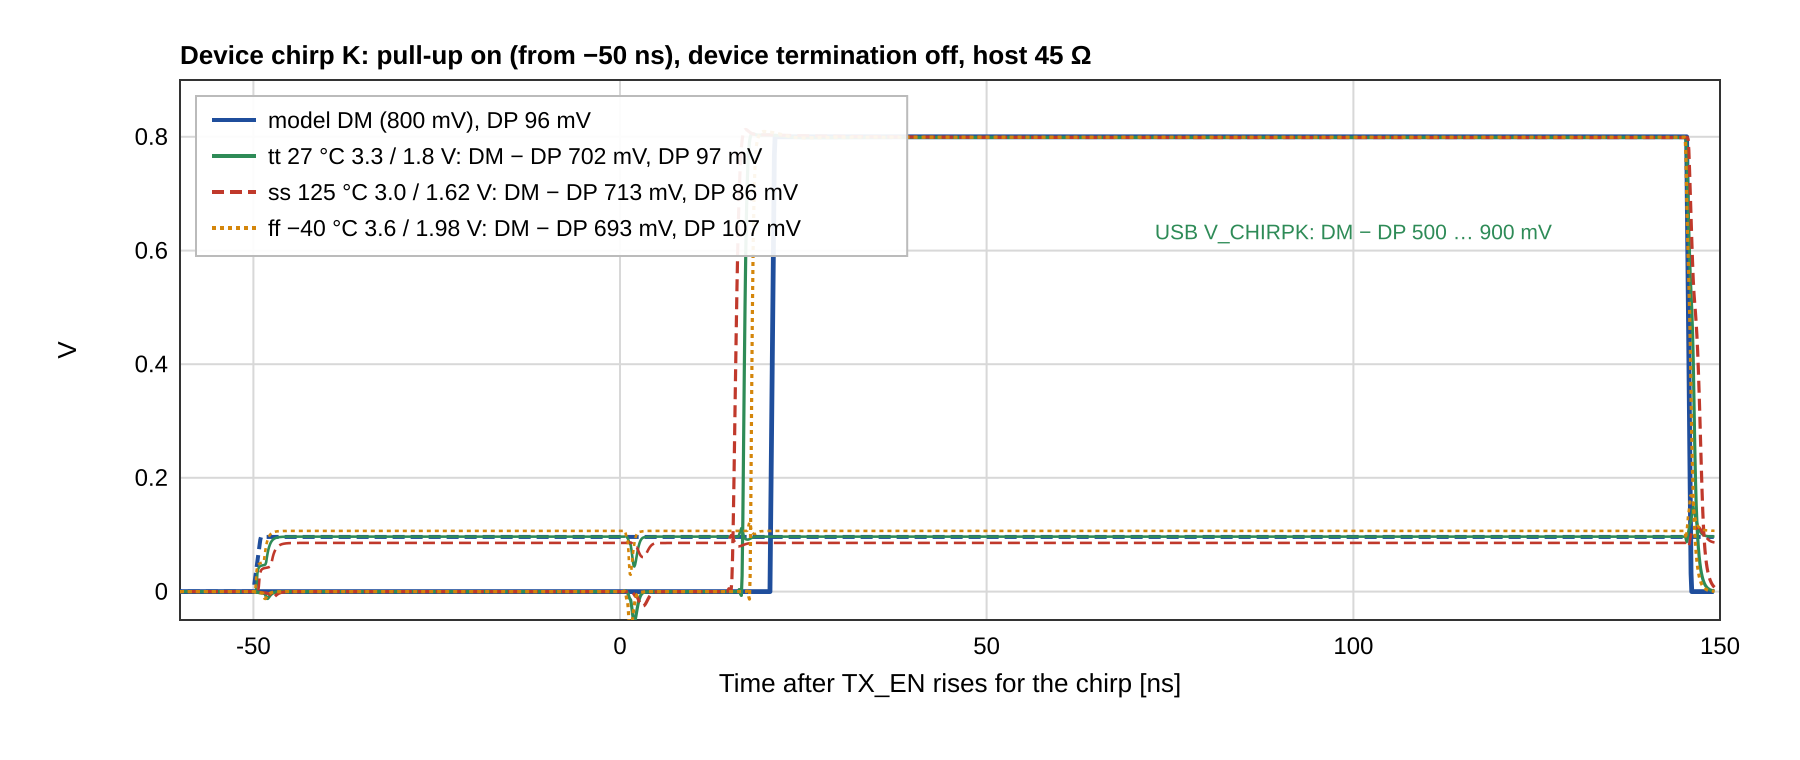 Device chirp K: pull-up on (from −50 ns), device termination off, host 45 Ω
model DM (800 mV), DP 96 mV
tt 27 °C 3.3 / 1.8 V: DM − DP 702 mV, DP 97 mV
ss 125 °C 3.0 / 1.62 V: DM − DP 713 mV, DP 86 mV
ff −40 °C 3.6 / 1.98 V: DM − DP 693 mV, DP 107 mV
USB V_CHIRPK: DM − DP 500 … 900 mV
V
0.8
0.6
0.4
0.2
0
-50
0
50
100
150
Time after TX_EN rises for the chirp [ns]